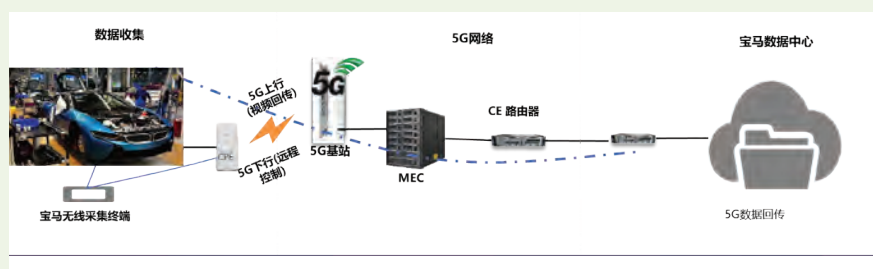 数据收集
5G网络
宝马数据中心
5G上行
(视频回传)
5G
CE 路由器
CPE
5G下行(远程
控制)
5G基站
MEC
宝马无线采集终端
5G数据回传